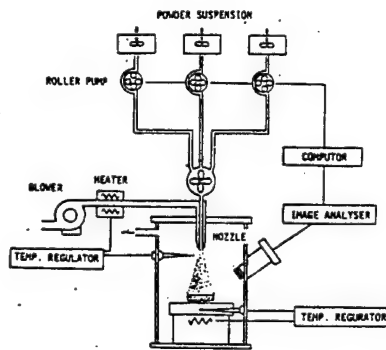 POWDER SUSPENSION
ROLLER PUMP
COMPUTOR
HEATER
BLOWER
IMAGE ANALYSER
NOZZLE
TEMP. REGULATOR
TEMP. REGURATOR